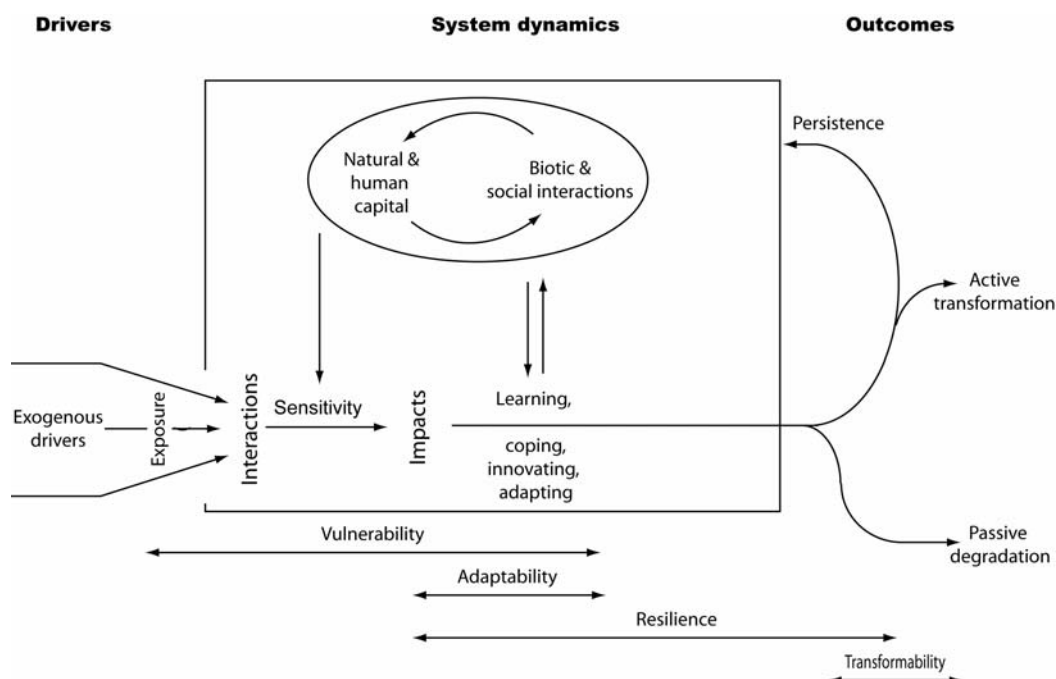 Drivers
System dynamics
Outcomes
Persistence
Natural &
human
capital
Biotic &
social interactions
Active
transformation
Exogenous
drivers
Exposure
Interactions
Sensitivity
Impacts
Learning,
coping,
innovating,
adapting
Passive
degradation
Vulnerability
Adaptability
Resilience
Transformability